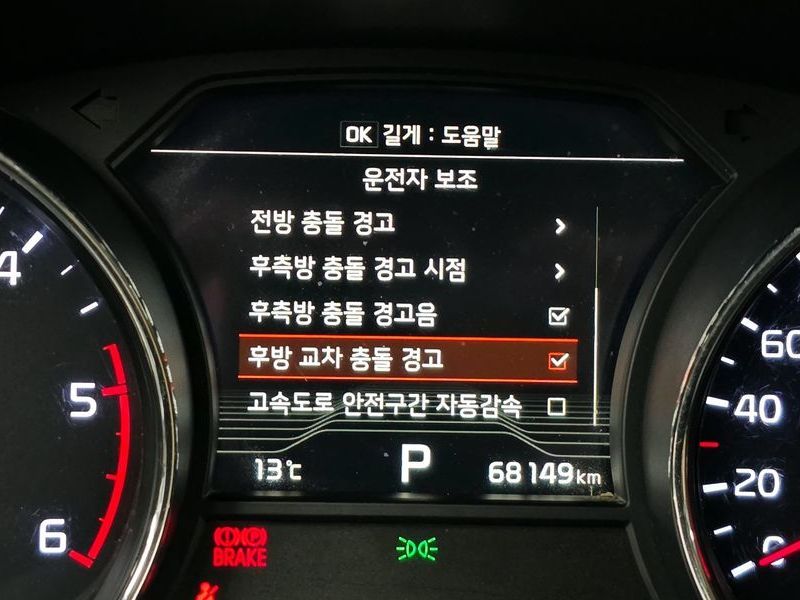 OK 길게 : 도움말
운전자 보조
전방 충돌 경고
후측방 충돌 경고 시점
후측방 충돌 경고음
후방 교차 충돌 경고
고속도로 안전구간 자동감속
13℃ P 68149km
BRAKE
4
5
6
60
40
20
0